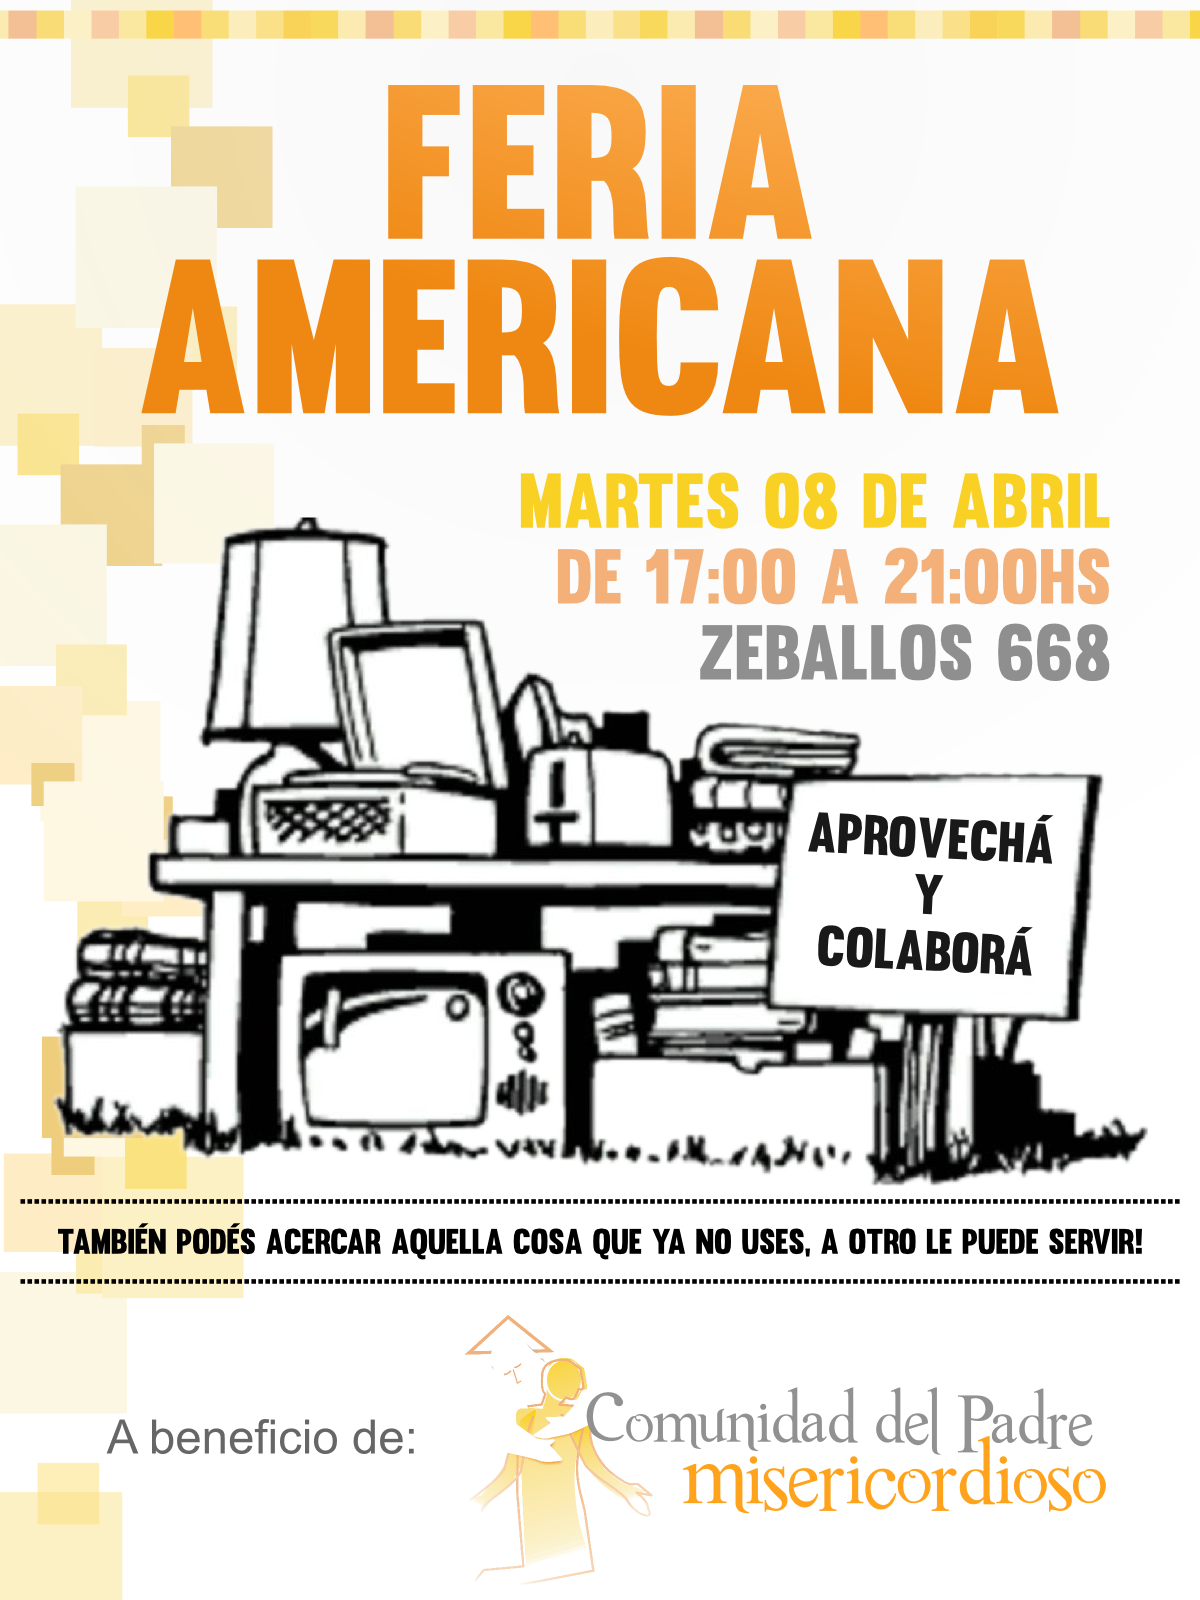 FERIA
AMERICANA
MARTES 08 DE ABRIL
DE 17:00 A 21:00HS
ZEBALLOS 668
APROVECHÁ
Y
COLABORÁ
TAMBIÉN PODÉS ACERCAR AQUELLA COSA QUE YA NO USES, A OTRO LE PUEDE SERVIR!
A beneficio de:
Comunidad del Padre
misericordioso